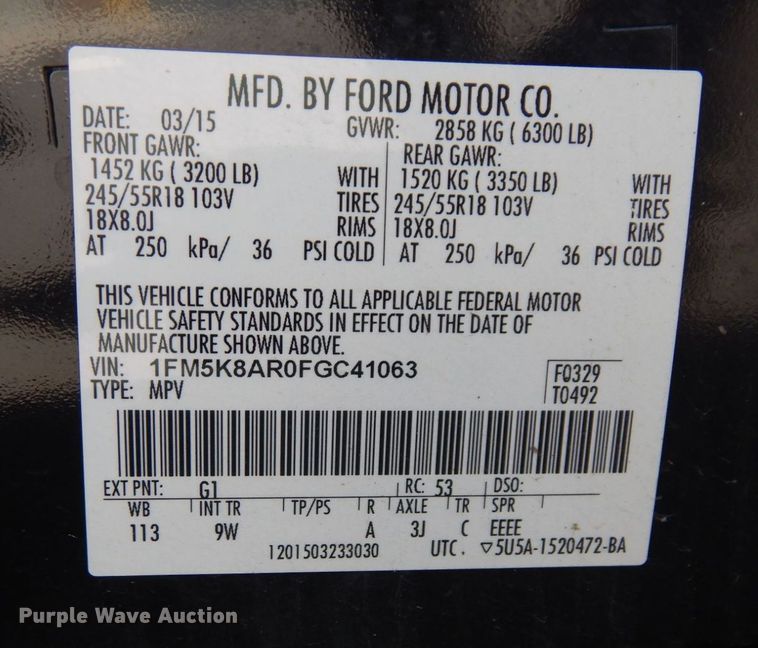 MFD. BY FORD MOTOR CO.
DATE: 03/15 GVWR: 2858 KG ( 6300 LB)
FRONT GAWR: REAR GAWR:
1452 KG ( 3200 LB) WITH 1520 KG ( 3350 LB) WITH
245/55R18 103V TIRES 245/55R18 103V TIRES
18X8.0J RIMS 18X8.0J RIMS
AT 250 kPa/ 36 PSI COLD AT 250 kPa/ 36 PSI COLD
THIS VEHICLE CONFORMS TO ALL APPLICABLE FEDERAL MOTOR
VEHICLE SAFETY STANDARDS IN EFFECT ON THE DATE OF
MANUFACTURE SHOWN ABOVE.
VIN: 1FM5K8AR0FGC41063 F0329
TYPE: MPV T0492
EXT PNT: G1 RC: 53 DSO:
WB INT TR TP/PS R AXLE TR SPR
113 9W A 3J C EEEE
1201503233030 UTC. ▽5U5A-1520472-BA
Purple Wave Auction